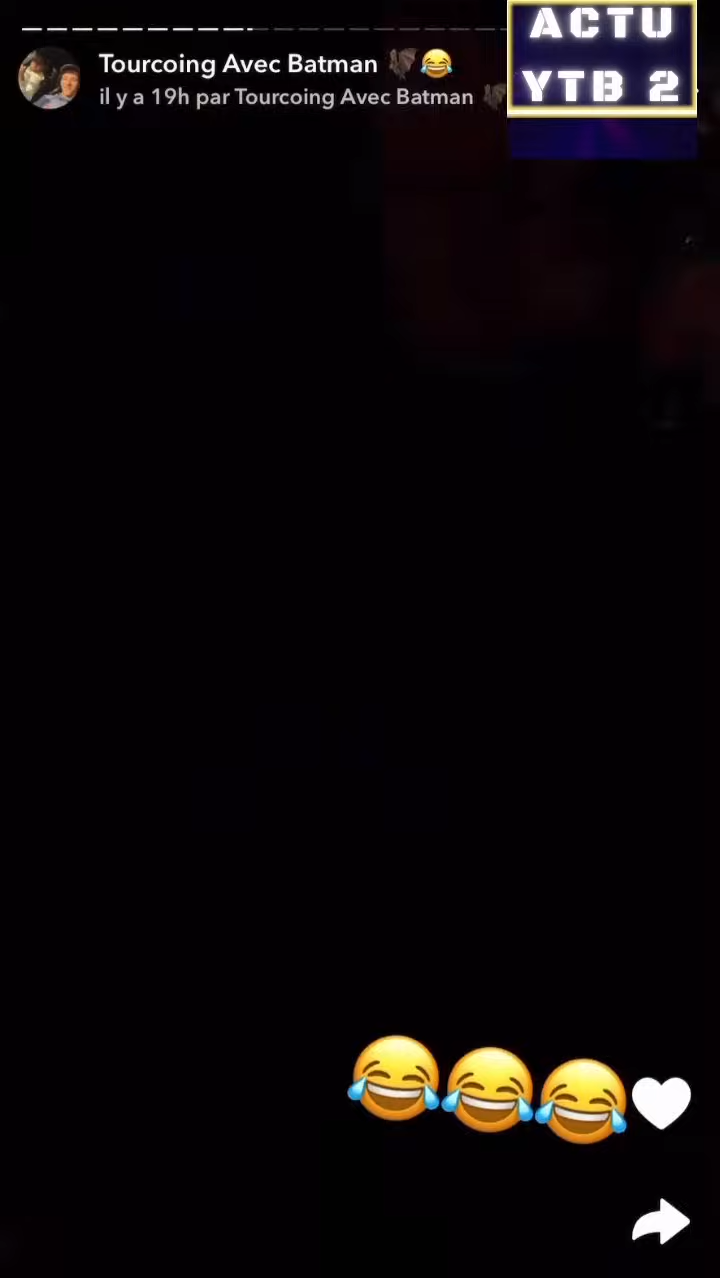 Tourcoing Avec Batman 🦇😂
il y a 19h par Tourcoing Avec Batman 🦇
ACTU
YTB 2
😂😂😂